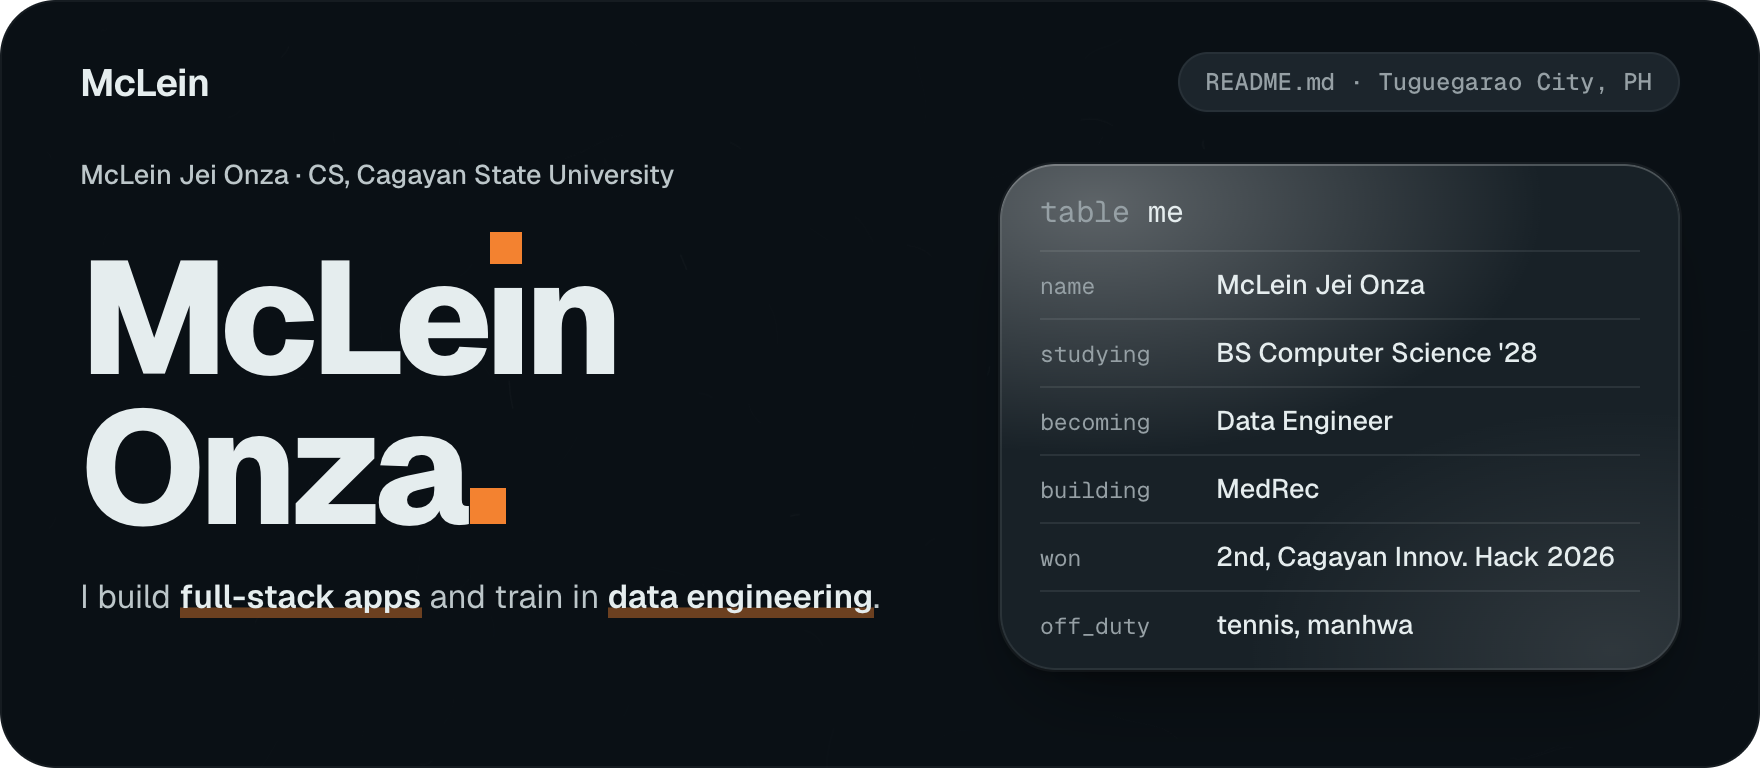 McLein
README.md · Tuguegarao City, PH
McLein Jei Onza · CS, Cagayan State University
McLein
Onza.
I build full-stack apps and train in data engineering.
table me
name McLein Jei Onza
studying BS Computer Science '28
becoming Data Engineer
building MedRec
won 2nd, Cagayan Innov. Hack 2026
off_duty tennis, manhwa